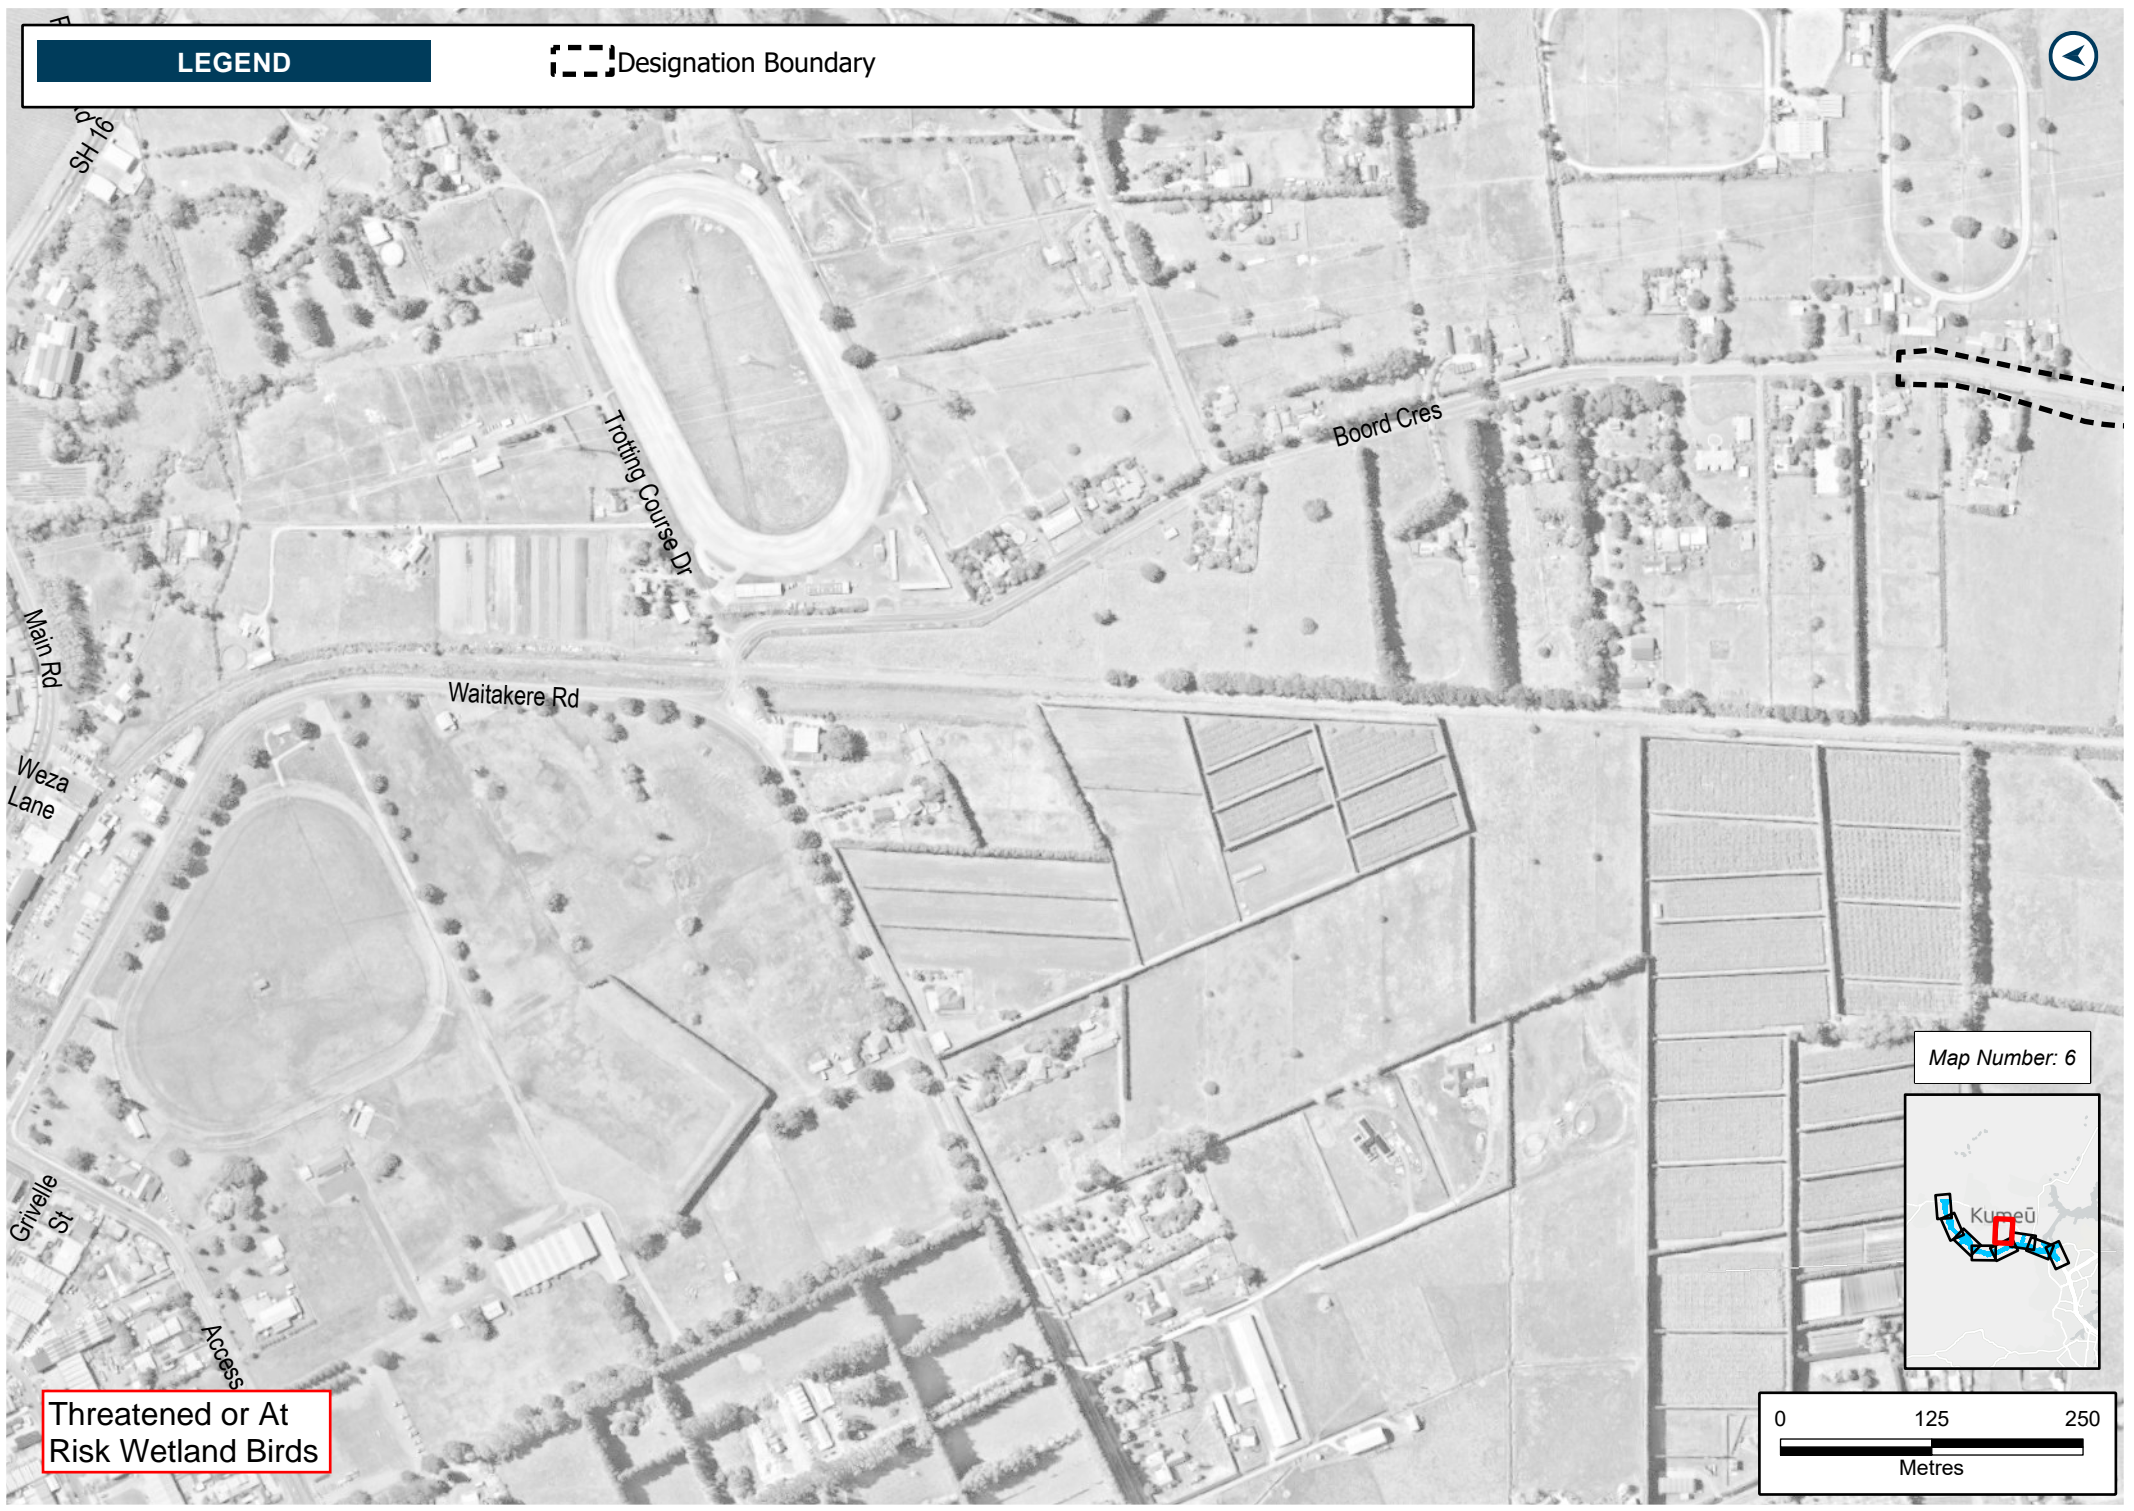 LEGEND
Designation Boundary
SH 16
Trotting Course Dr
Boord Cres
Main Rd
Waitakere Rd
Weza
Lane
Map Number: 6
Kumeū
Grivelle
St
Access
Threatened or At
Risk Wetland Birds
0 125 250
Metres